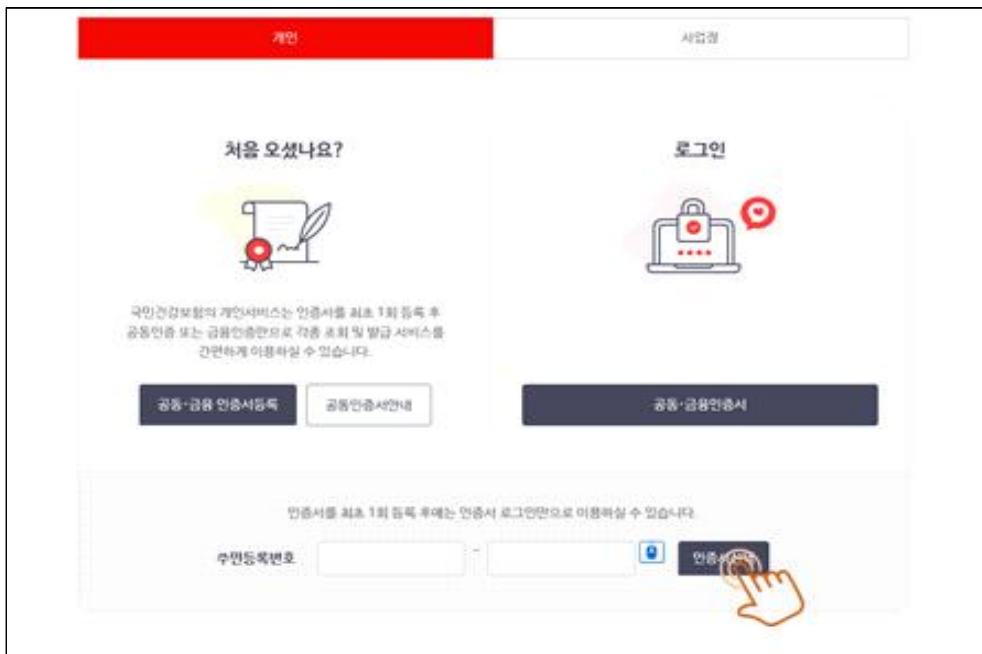 개인
사업장
처음 오셨나요?
로그인
국민건강보험의 개인서비스는 인증서를 최초 1회 등록 후
공동인증 또는 금융인증만으로 각종 조회 및 발급 서비스를
간편하게 이용하실 수 있습니다.
공동·금융 인증서등록
공동인증서안내
공동·금융인증서
인증서를 최초 1회 등록 후에는 인증서 로그인만으로 이용하실 수 있습니다.
주민등록번호
-